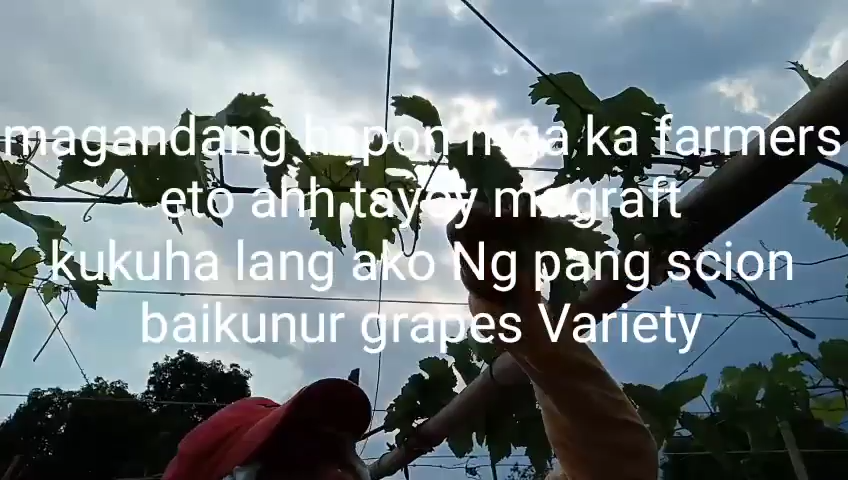 magandang hapon mga ka farmers
eto ahh tayoy magraft
kukuha lang ako Ng pang scion
baikunur grapes Variety